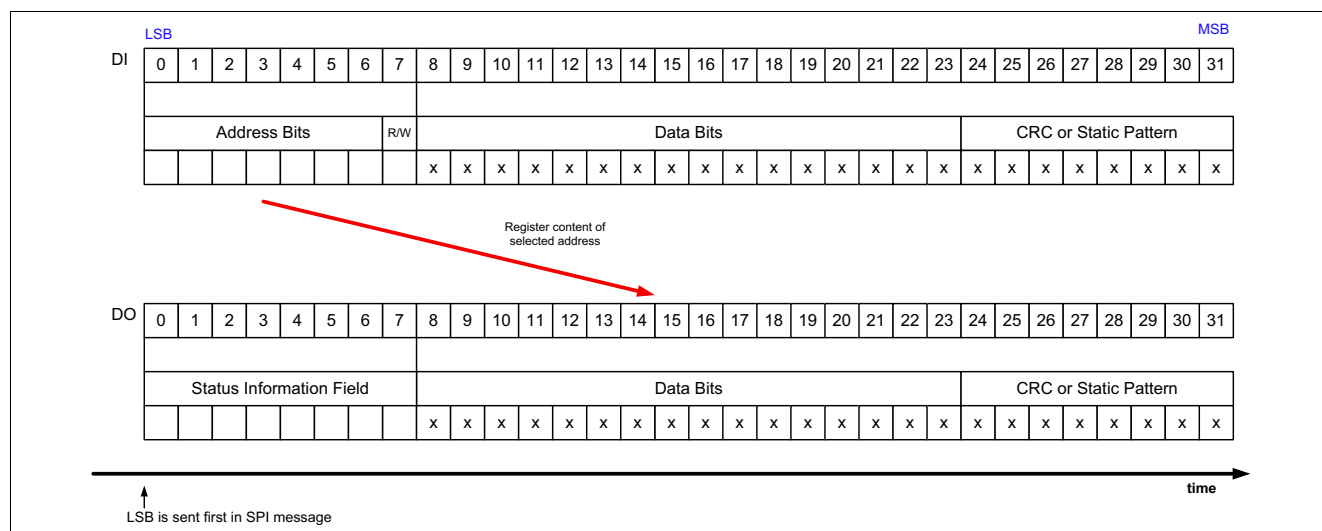 LSB MSB
DI 0 1 2 3 4 5 6 7 8 9 10 11 12 13 14 15 16 17 18 19 20 21 22 23 24 25 26 27 28 29 30 31
Address Bits R/W Data Bits CRC or Static Pattern
x x x x x x x x x x x x x x x x x x x x x x x x
Register content of
selected address
DO 0 1 2 3 4 5 6 7 8 9 10 11 12 13 14 15 16 17 18 19 20 21 22 23 24 25 26 27 28 29 30 31
Status Information Field Data Bits CRC or Static Pattern
x x x x x x x x x x x x x x x x x x x x x x x x
time
LSB is sent first in SPI message